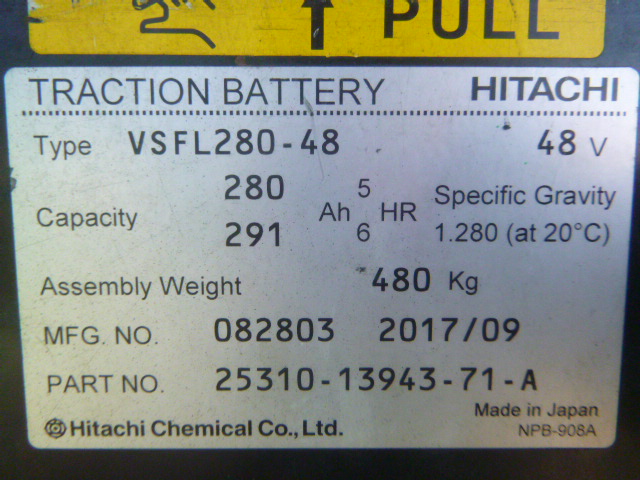 PULL
TRACTION BATTERY HITACHI
Type VSFL280-48 48 V
Capacity 280 291 Ah 5 6 HR Specific Gravity
1.280 (at 20°C)
Assembly Weight 480 Kg
MFG. NO. 082803 2017/09
PART NO. 25310-13943-71-A
Made in Japan
Hitachi Chemical Co., Ltd. NPB-908A